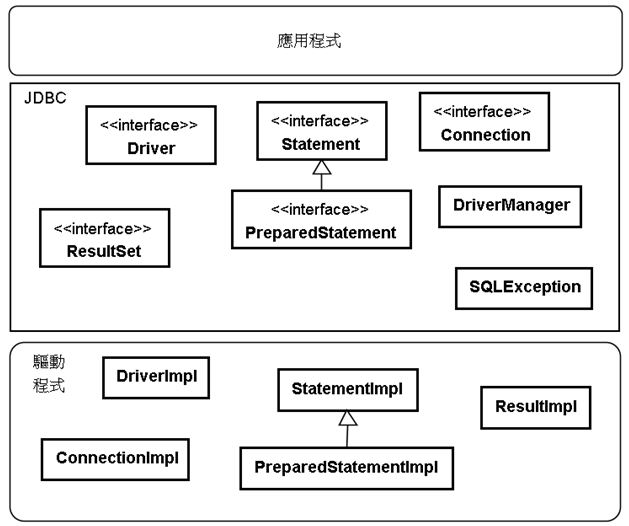 應用程式
JDBC
<<interface>>
Driver
<<interface>>
Statement
<<interface>>
Connection
<<interface>>
ResultSet
<<interface>>
PreparedStatement
DriverManager
SQLException
驅動
程式
DriverImpl
StatementImpl
ResultImpl
ConnectionImpl
PreparedStatementImpl